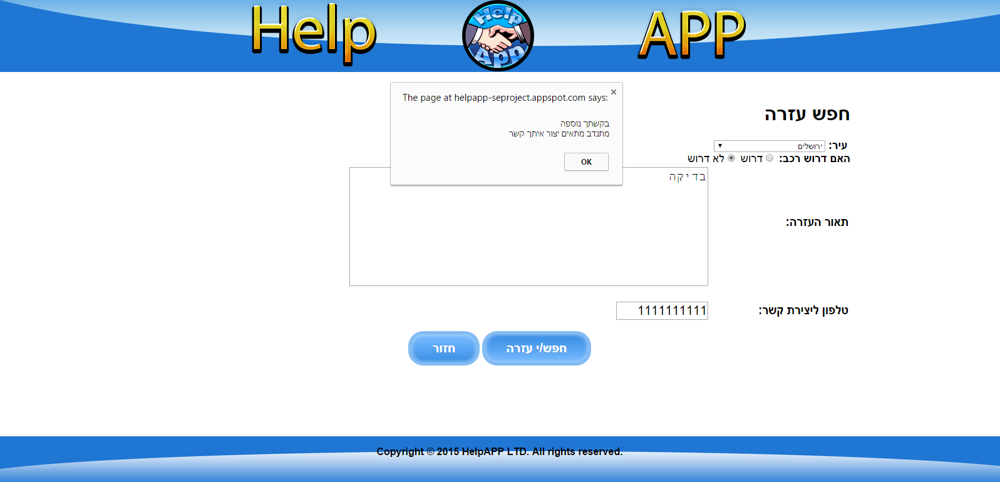 Help
Help
App
APP
The page at helpapp-seproject.appspot.com says:
בקשתך נוספה
מתנדב מתאים יצור איתך קשר
OK
חפש עזרה
עיר: ירושלים
האם דרוש רכב: דרוש לא דרוש
תאור העזרה: בדיקה
טלפון ליצירת קשר: 1111111111
חפש/י עזרה חזור
Copyright © 2015 HelpAPP LTD. All rights reserved.